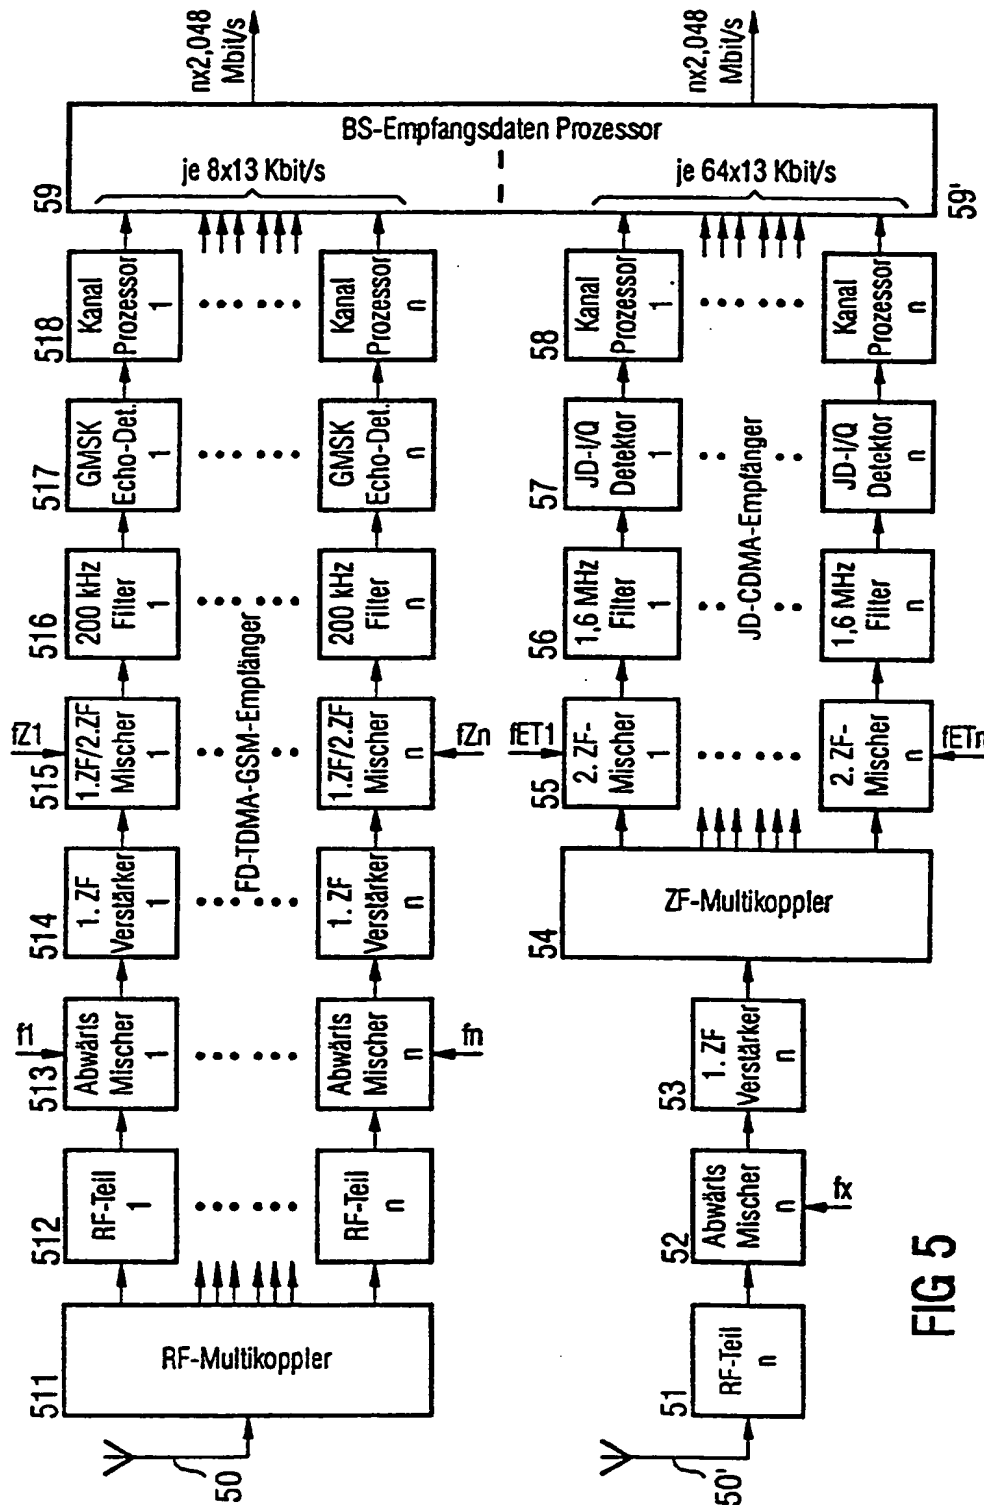 50
511
RF-Multikoppler
512
RF-Teil
1
RF-Teil
n
f1
513
Abwärts
Mischer
1
Abwärts
Mischer
n
fn
514
1. ZF
Verstärker
1
1. ZF
Verstärker
n
fZ1
515
1.ZF/2.ZF
Mischer
1
1.ZF/2.ZF
Mischer
n
fZn
FD-TDMA-GSM-Empfänger
516
200 kHz
Filter
1
200 kHz
Filter
n
517
GMSK
Echo-Det.
1
GMSK
Echo-Det.
n
518
Kanal
Prozessor
1
Kanal
Prozessor
n
59
je 8x13 Kbit/s
BS-Empfangsdaten Prozessor
nx2,048
Mbit/s
50'
51
RF-Teil
n
52
Abwärts
Mischer
n
fx
53
1. ZF
Verstärker
n
54
ZF-Multikoppler
fET1
55
2. ZF-
Mischer
1
2. ZF-
Mischer
n
fETn
56
1,6 MHz
Filter
1
1,6 MHz
Filter
n
JD-CDMA-Empfänger
57
JD-I/Q
Detektor
1
JD-I/Q
Detektor
n
58
Kanal
Prozessor
1
Kanal
Prozessor
n
je 64x13 Kbit/s
59'
nx2,048
Mbit/s
FIG 5